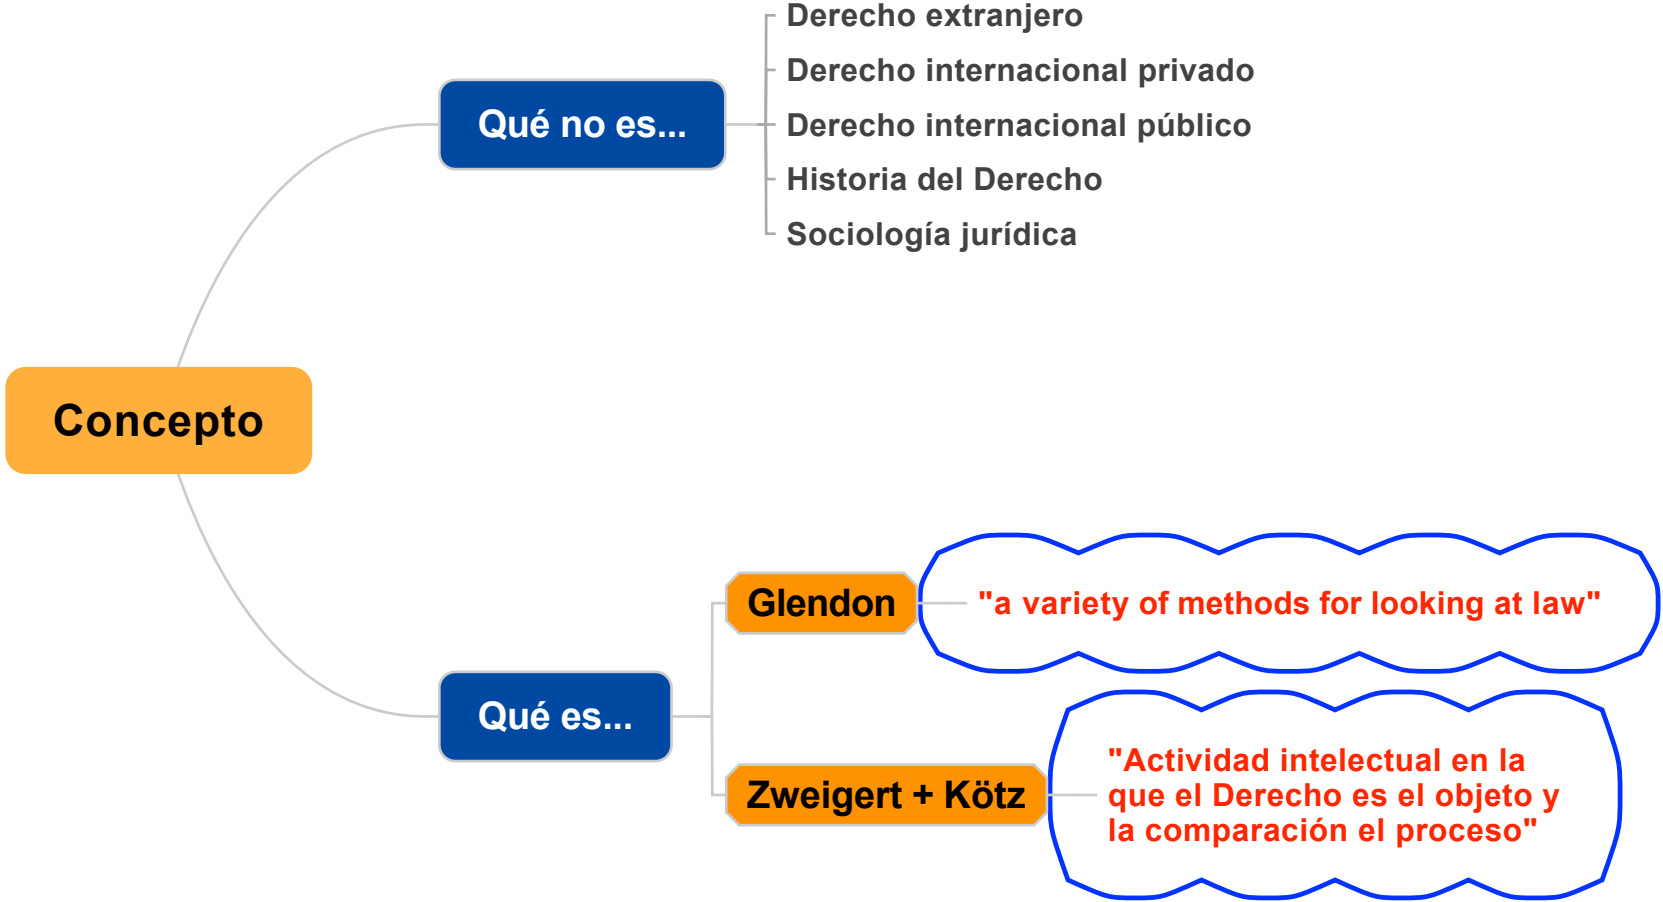 Derecho extranjero
Derecho internacional privado
Qué no es...
Derecho internacional público
Historia del Derecho
Sociología jurídica
Concepto
Glendon
"a variety of methods for looking at law"
Qué es...
Zweigert + Kötz
"Actividad intelectual en la
que el Derecho es el objeto y
la comparación el proceso"